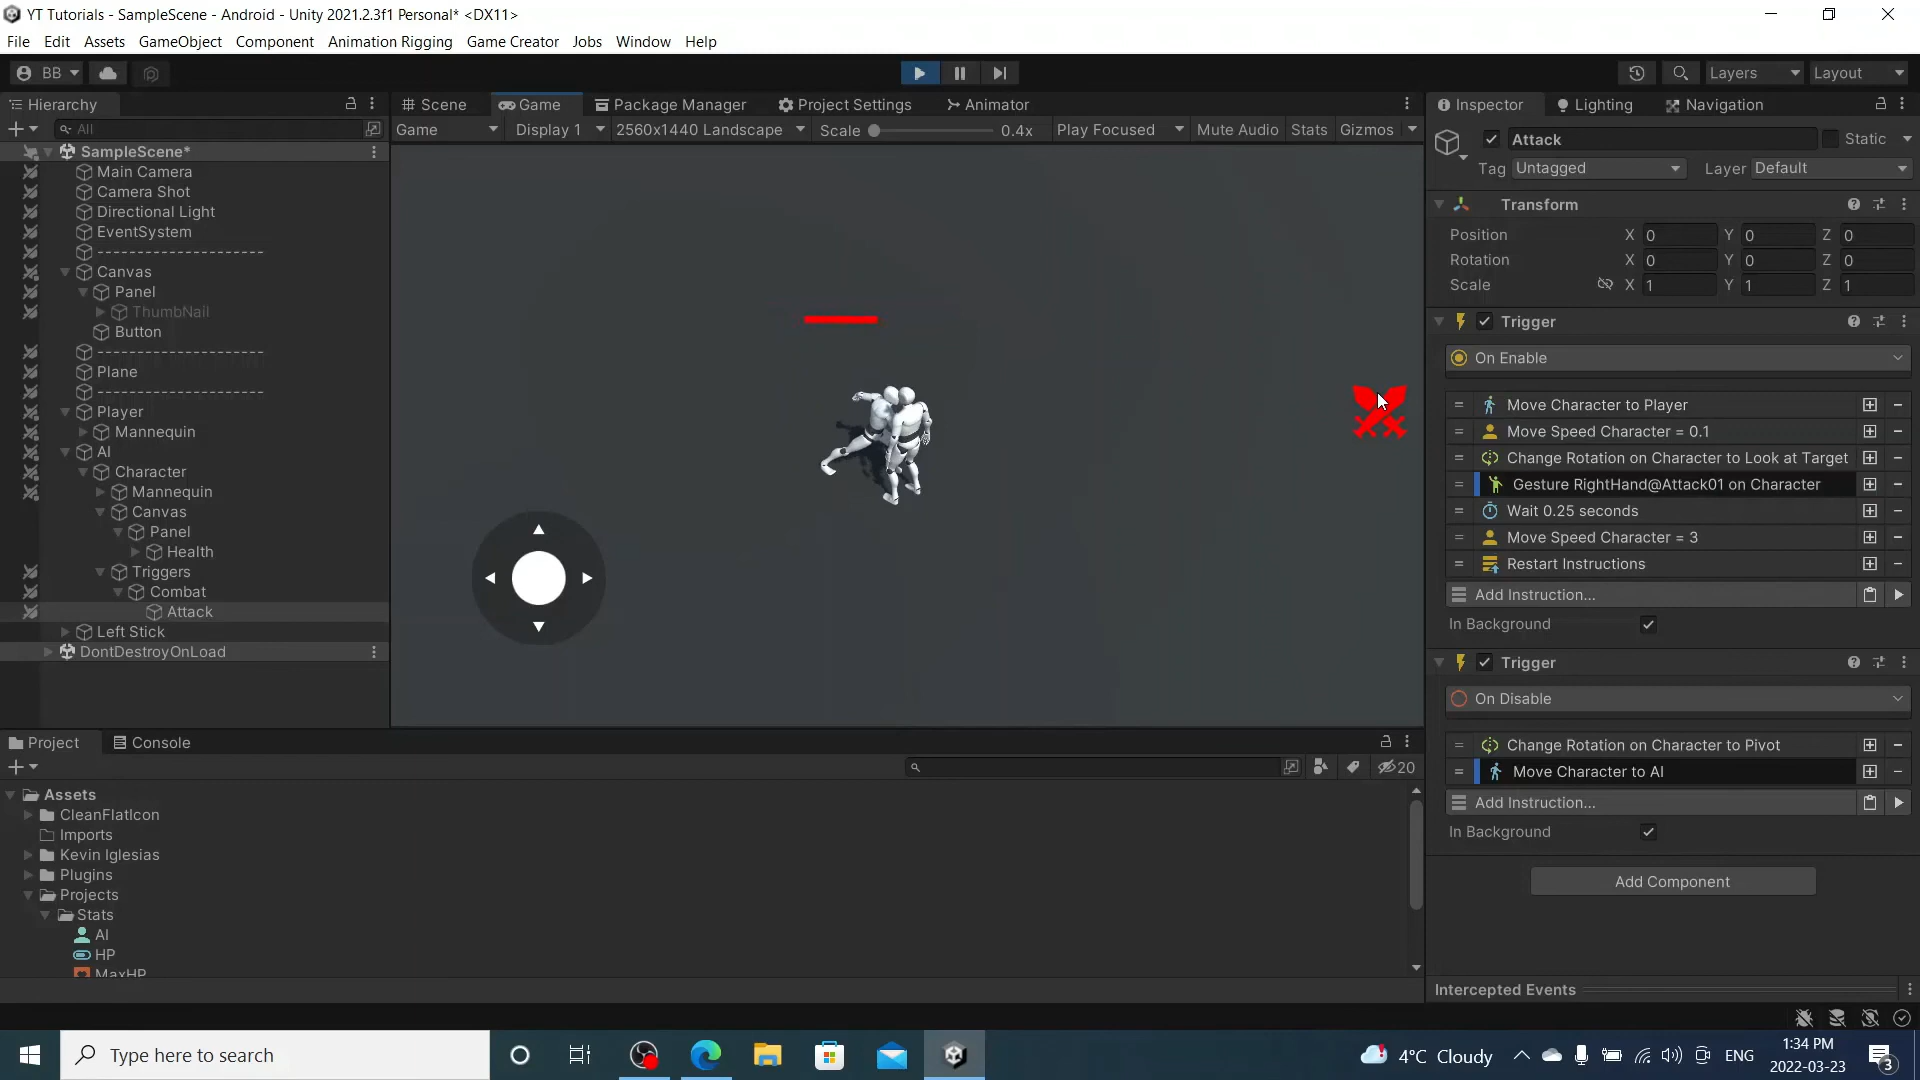 YT Tutorials - SampleScene - Android - Unity 2021.2.3f1 Personal* <DX11>
File Edit Assets GameObject Component Animation Rigging Game Creator Jobs Window Help
BB
Layers
Layout
Hierarchy
All
SampleScene*
Main Camera
Camera Shot
Directional Light
EventSystem
---------------------
Canvas
Panel
ThumbNail
Button
---------------------
Plane
---------------------
Player
Mannequin
AI
Character
Mannequin
Canvas
Panel
Health
Triggers
Combat
Attack
Left Stick
DontDestroyOnLoad
Scene Game Package Manager Project Settings Animator
Game Display 1 2560x1440 Landscape Scale 0.4x Play Focused Mute Audio Stats Gizmos
Inspector Lighting Navigation
Attack Static
Tag Untagged Layer Default
Transform
Position X 0 Y 0 Z 0
Rotation X 0 Y 0 Z 0
Scale X 1 Y 1 Z 1
Trigger
On Enable
Move Character to Player
Move Speed Character = 0.1
Change Rotation on Character to Look at Target
Gesture RightHand@Attack01 on Character
Wait 0.25 seconds
Move Speed Character = 3
Restart Instructions
Add Instruction...
In Background
Trigger
On Disable
Change Rotation on Character to Pivot
Move Character to AI
Add Instruction...
In Background
Add Component
Intercepted Events
Project Console
20
Assets
CleanFlatIcon
Imports
Kevin Iglesias
Plugins
Projects
Stats
AI
HP
MaxHP
Type here to search
4°C Cloudy
ENG
1:34 PM
2022-03-23
3